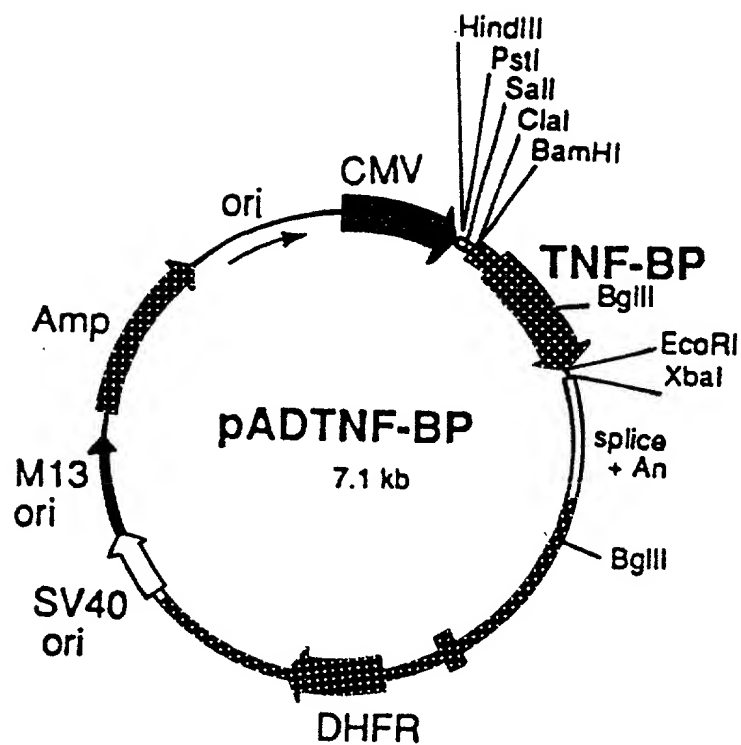 HindIII
PstI
SalI
ClaI
BamHI
CMV
ori
TNF-BP
BglII
EcoRI
XbaI
Amp
pADTNF-BP
7.1 kb
splice
+ An
M13
ori
BglII
SV40
ori
DHFR